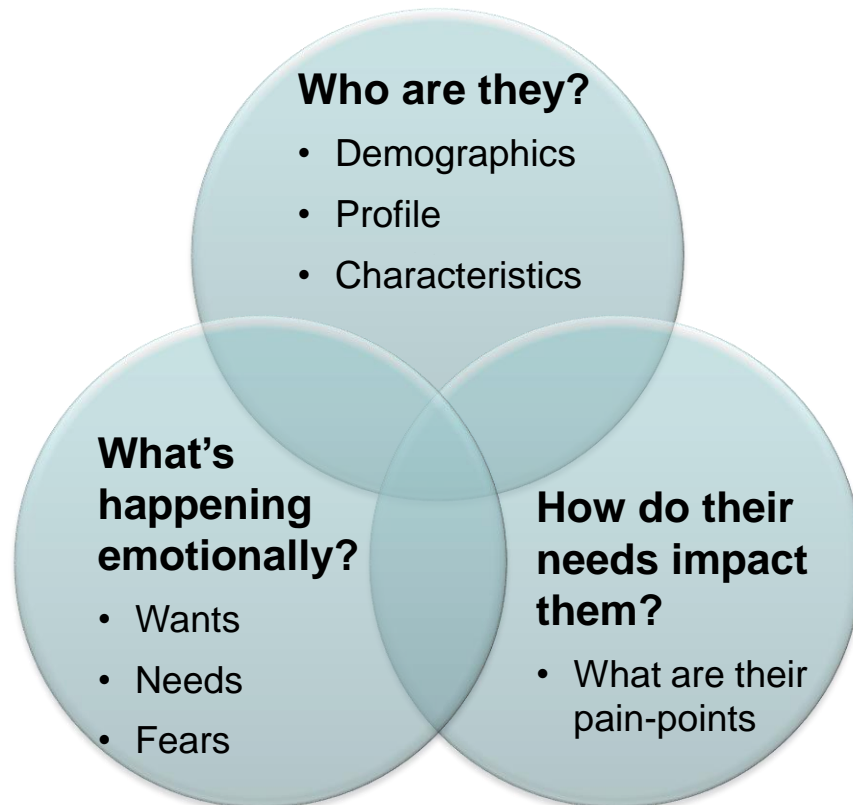 Who are they?
• Demographics
• Profile
• Characteristics
What’s
happening
emotionally?
• Wants
• Needs
• Fears
How do their
needs impact
them?
• What are their
pain-points